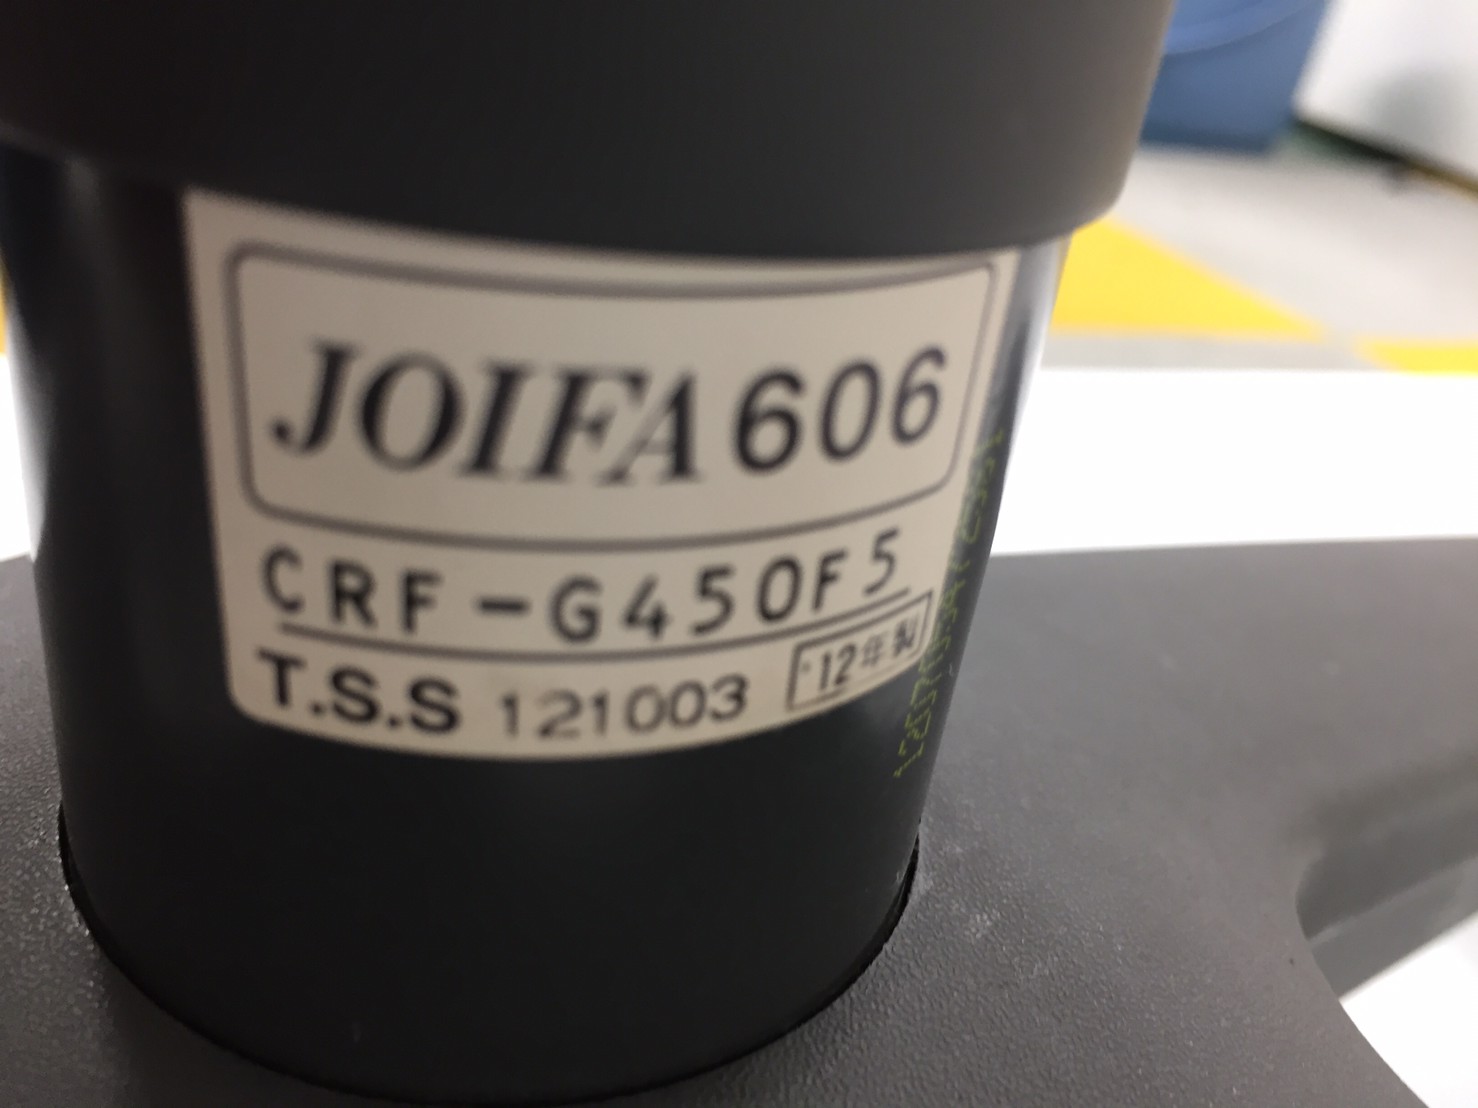 JOIFA 606
CRF-G450F5
T.S.S 121003 '12年製